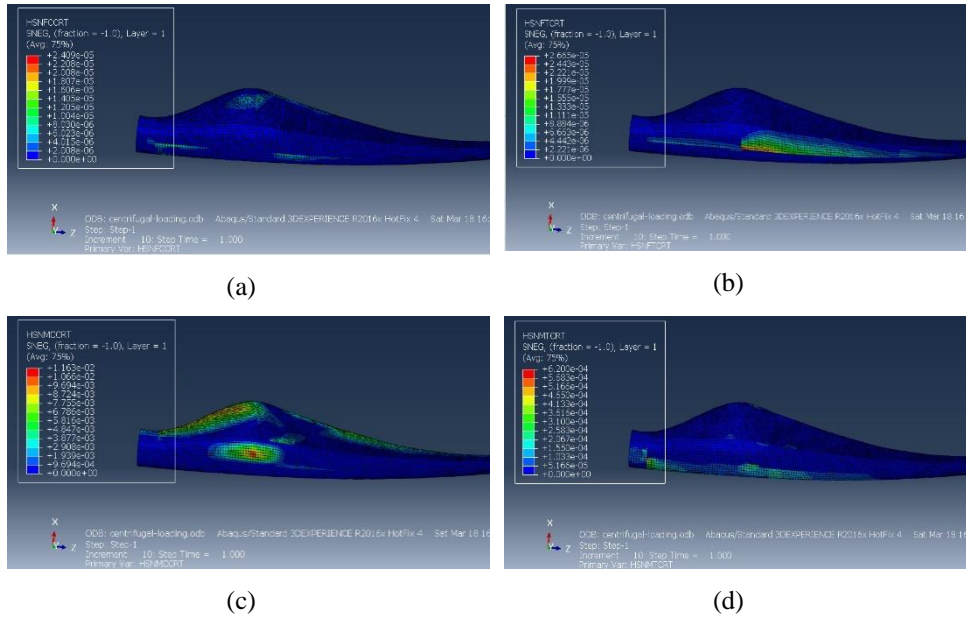 HSNFCCRT
SNEG, (fraction = -1.0), Layer = 1
(Avg: 75%)
+2.409e-05
+2.208e-05
+2.008e-05
+1.807e-05
+1.606e-05
+1.405e-05
+1.205e-05
+1.004e-05
+8.030e-06
+6.023e-06
+4.015e-06
+2.008e-06
+0.000e+00
X
Z
ODB: centrifugal-loading.odb Abaqus/Standard 3DEXPERIENCE R2016x HotFix 4 Sat Mar 18 16:
Step: Step-1
Increment 10: Step Time = 1.000
Primary Var: HSNFCCRT
(a)
HSNFTCRT
SNEG, (fraction = -1.0), Layer = 1
(Avg: 75%)
+2.665e-05
+2.443e-05
+2.221e-05
+1.999e-05
+1.777e-05
+1.555e-05
+1.333e-05
+1.111e-05
+8.884e-06
+6.663e-06
+4.442e-06
+2.221e-06
+0.000e+00
X
Z
ODB: centrifugal-loading.odb Abaqus/Standard 3DEXPERIENCE R2016x HotFix 4 Sat Mar 18 16
Step: Step-1
Increment 10: Step Time = 1.000
Primary Var: HSNFTCRT
(b)
HSNMCCRT
SNEG, (fraction = -1.0), Layer = 1
(Avg: 75%)
+1.163e-02
+1.066e-02
+9.694e-03
+8.724e-03
+7.755e-03
+6.786e-03
+5.816e-03
+4.847e-03
+3.877e-03
+2.908e-03
+1.939e-03
+9.694e-04
+0.000e+00
X
Z
ODB: centrifugal-loading.odb Abaqus/Standard 3DEXPERIENCE R2016x HotFix 4 Sat Mar 18 16
Step: Step-1
Increment 10: Step Time = 1.000
Primary Var: HSNMCCRT
(c)
HSNMTCRT
SNEG, (fraction = -1.0), Layer = 1
(Avg: 75%)
+6.200e-04
+5.683e-04
+5.166e-04
+4.650e-04
+4.133e-04
+3.616e-04
+3.100e-04
+2.583e-04
+2.067e-04
+1.550e-04
+1.033e-04
+5.166e-05
+0.000e+00
X
Z
ODB: centrifugal-loading.odb Abaqus/Standard 3DEXPERIENCE R2016x HotFix 4 Sat Mar 18 16
Step: Step-1
Increment 10: Step Time = 1.000
Primary Var: HSNMTCRT
(d)